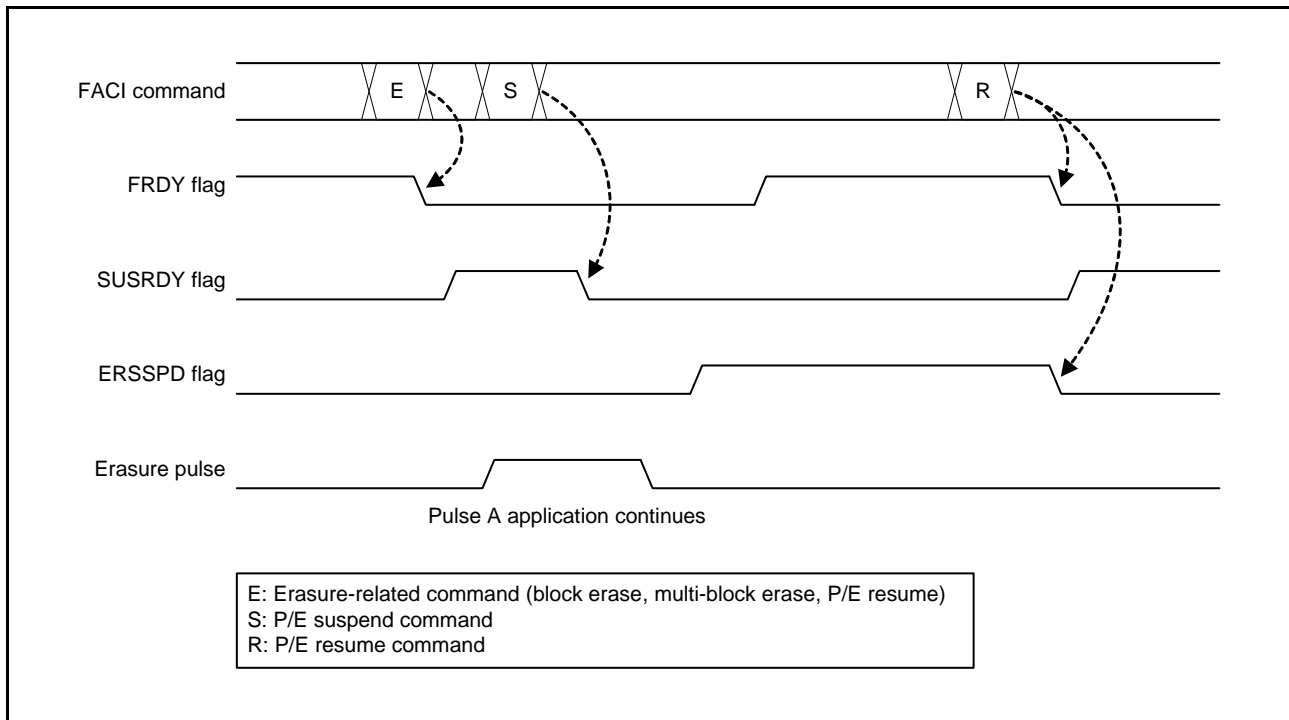 FACI command
E
S
R
FRDY flag
SUSRDY flag
ERSSPD flag
Erasure pulse
Pulse A application continues
E: Erasure-related command (block erase, multi-block erase, P/E resume)
S: P/E suspend command
R: P/E resume command